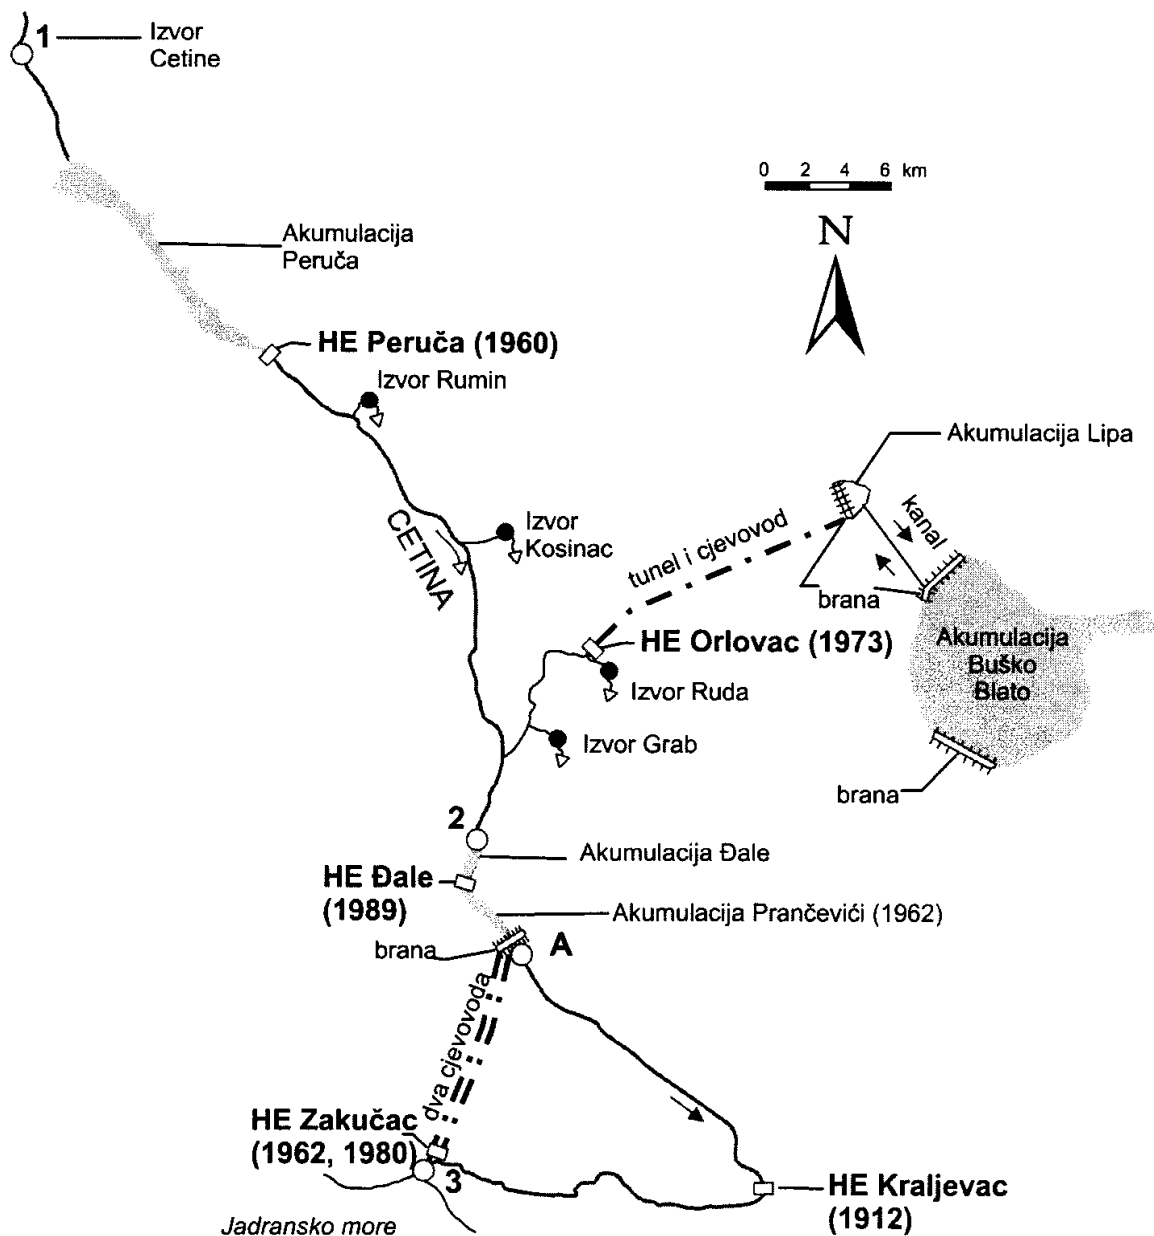 1
Izvor
Cetine
0 2 4 6 km
Akumulacija
Peruča
N
HE Peruča (1960)
Izvor Rumin
Akumulacija Lipa
Izvor
Kosinac
CETINA
tunel i cjevovod
kanal
brana
HE Orlovac (1973)
Akumulacija
Buško
Blato
Izvor Ruda
Izvor Grab
brana
2
Akumulacija Đale
HE Đale
(1989)
Akumulacija Prančevići (1962)
brana
A
dva cjevovoda
HE Zakučac
(1962, 1980)
3
HE Kraljevac
(1912)
Jadransko more